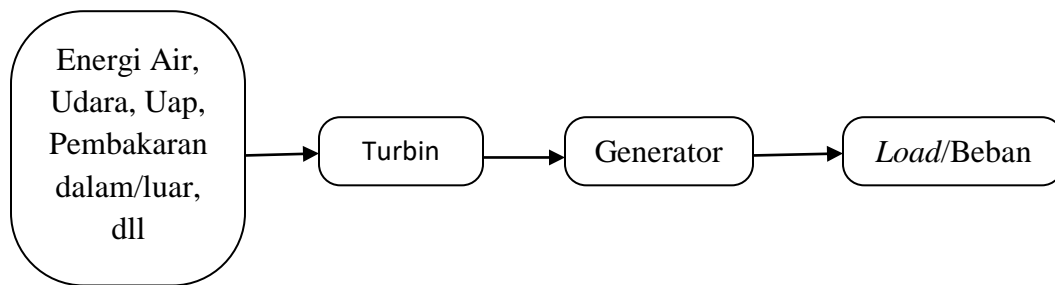 Energi Air,
Udara, Uap,
Pembakaran
dalam/luar,
dll
Turbin
Generator
Load/Beban